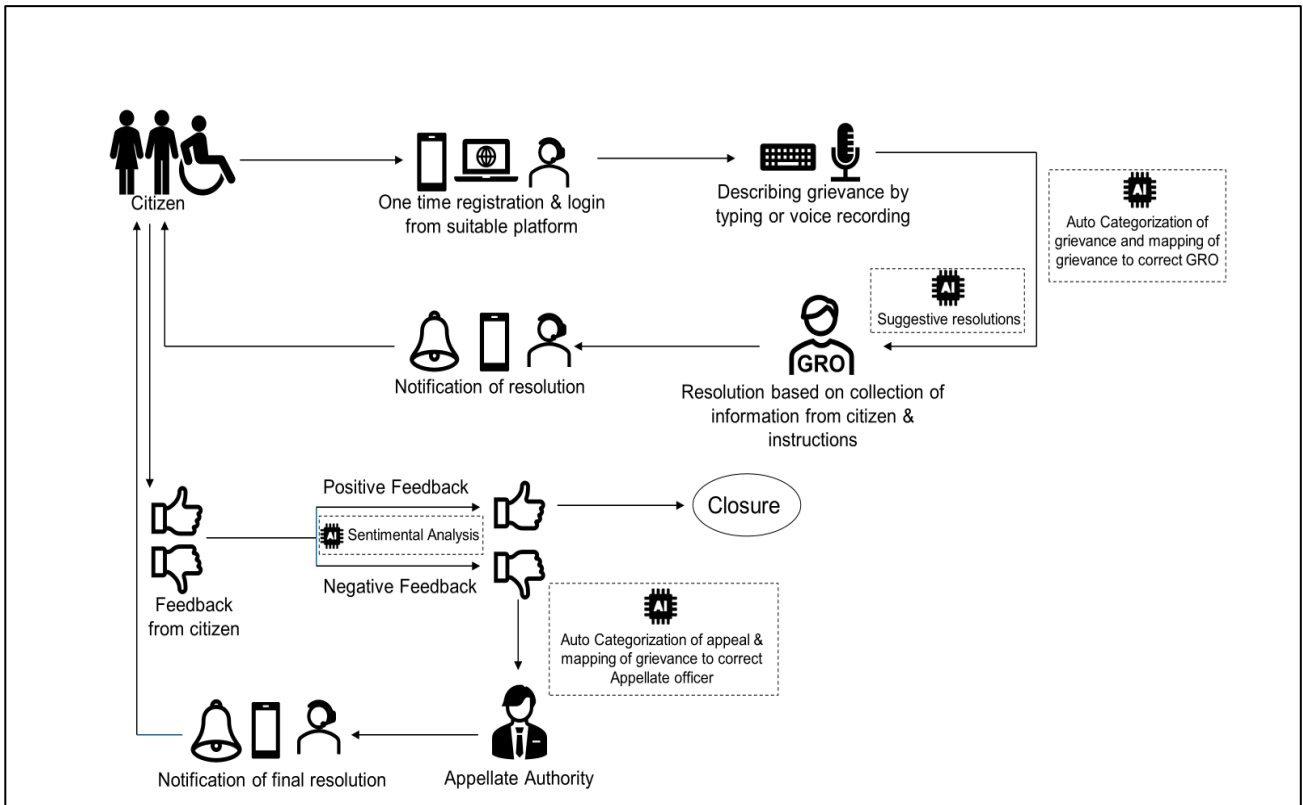 Citizen
One time registration & login
from suitable platform
Describing grievance by
typing or voice recording
AI
Auto Categorization of
grievance and mapping of
grievance to correct GRO
AI
Suggestive resolutions
GRO
Resolution based on collection of
information from citizen &
instructions
Notification of resolution
Feedback
from citizen
Positive Feedback
AI Sentimental Analysis
Negative Feedback
Closure
AI
Auto Categorization of appeal &
mapping of grievance to correct
Appellate officer
Appellate Authority
Notification of final resolution